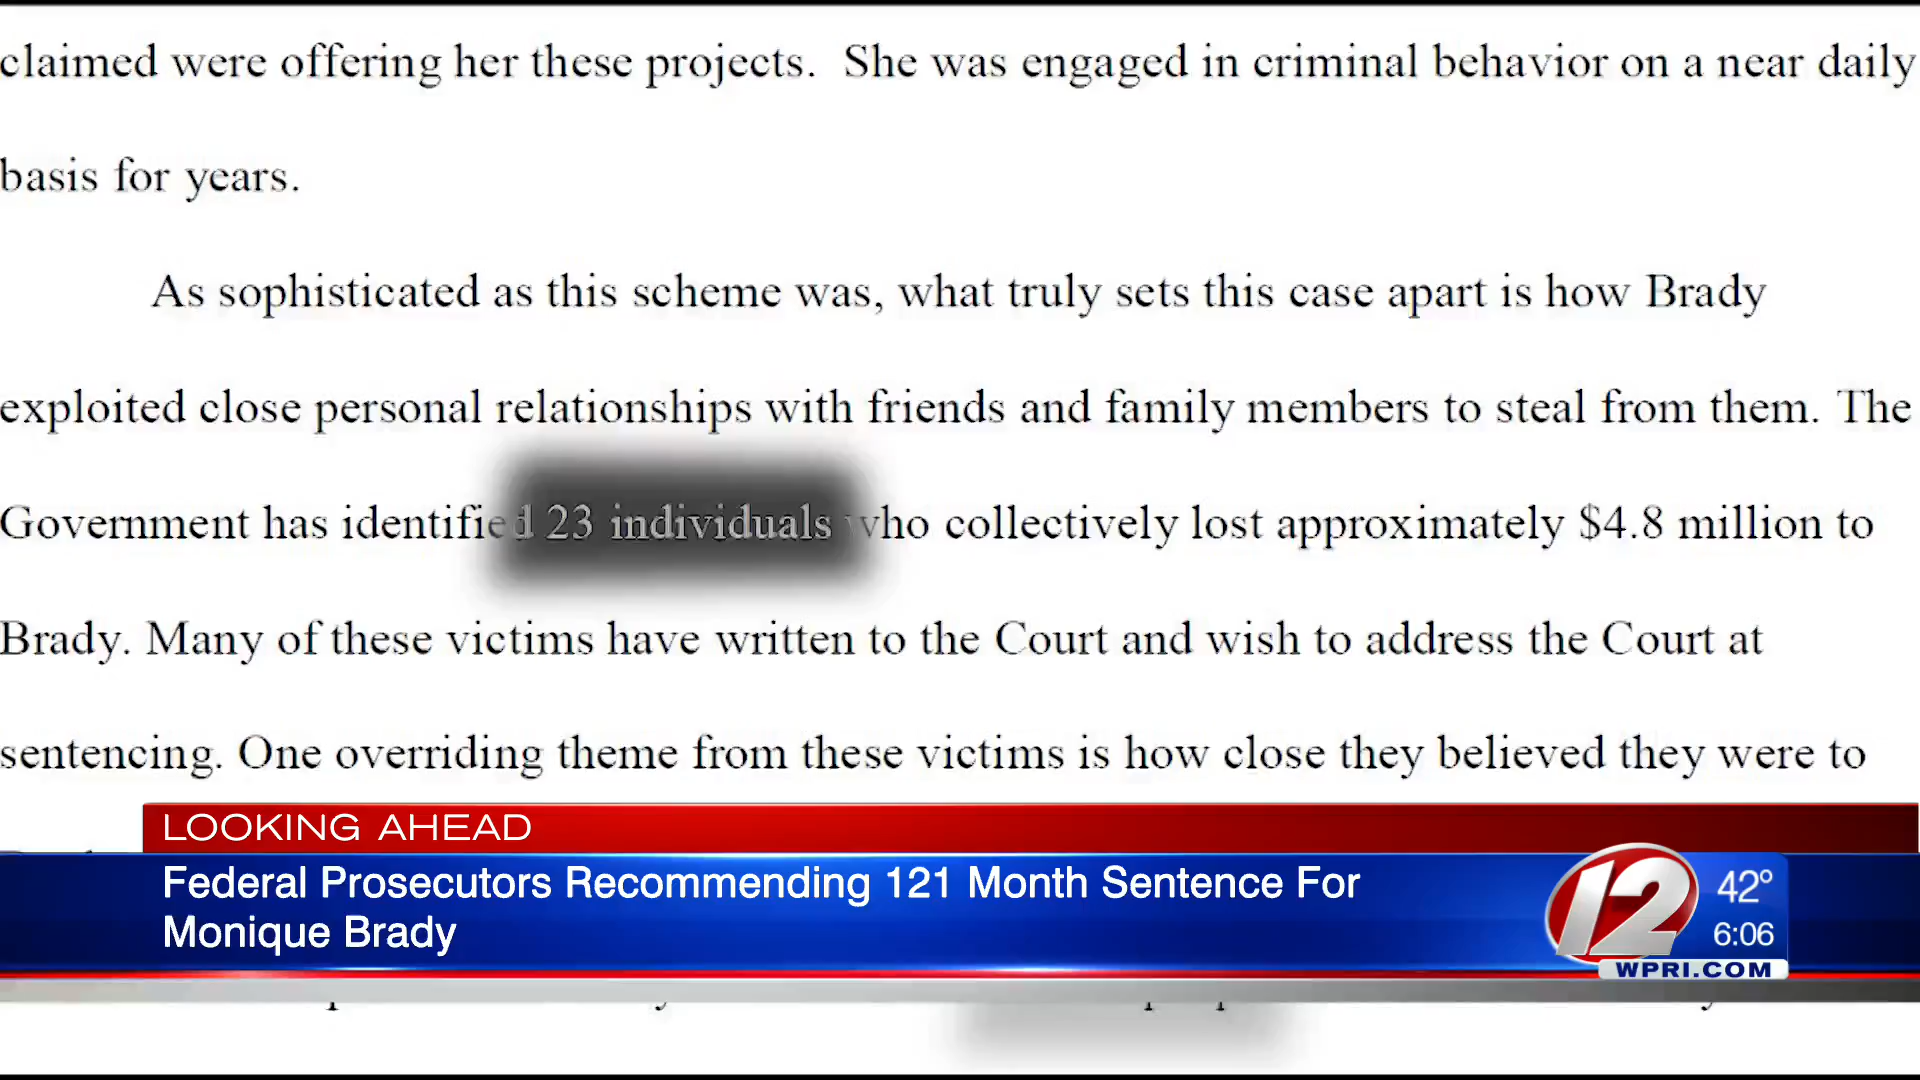 claimed were offering her these projects. She was engaged in criminal behavior on a near daily
basis for years.
As sophisticated as this scheme was, what truly sets this case apart is how Brady
exploited close personal relationships with friends and family members to steal from them. The
Government has identified 23 individuals who collectively lost approximately $4.8 million to
Brady. Many of these victims have written to the Court and wish to address the Court at
sentencing. One overriding theme from these victims is how close they believed they were to
LOOKING AHEAD
Federal Prosecutors Recommending 121 Month Sentence For
Monique Brady
12
42°
6:06
WPRI.COM